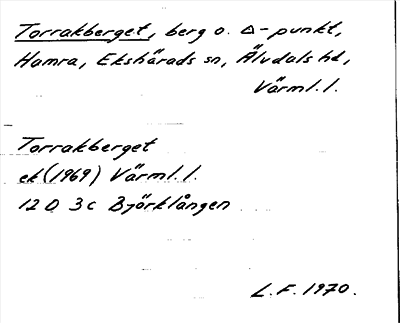 Torrakberget, berg o. △-punkt,
Hamra, Ekshärads sn, Älvdals hd,
Värml. l.
Torrakberget
ek (1969) Värml. l.
12 D 3c Björklången
L.F. 1970.